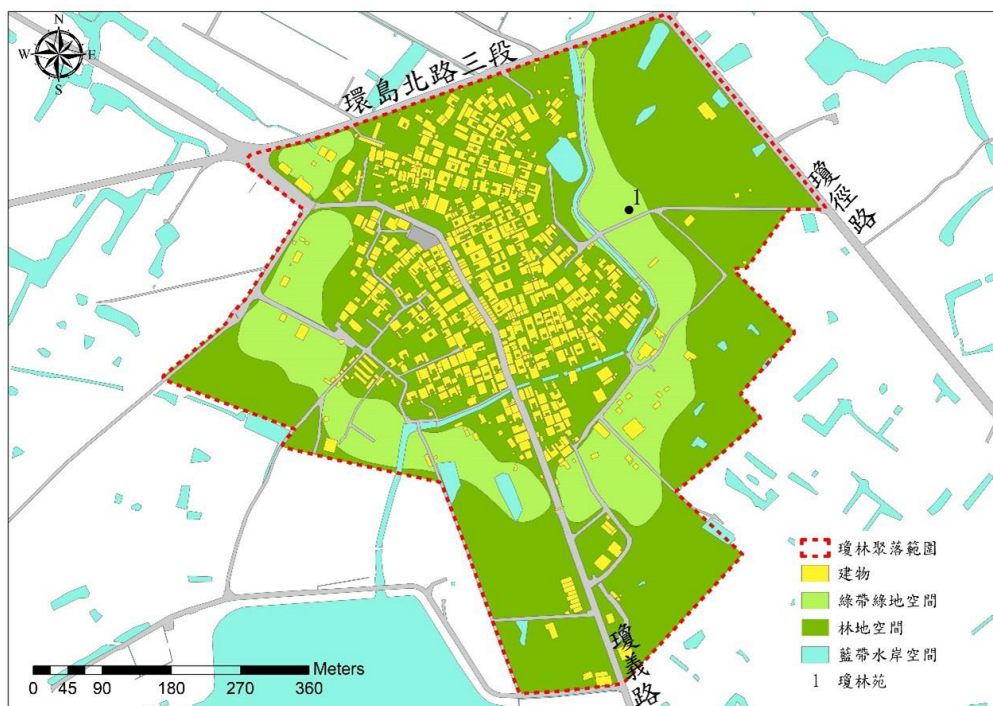 N
W E
S
環島北路三段
瓊徑路
1
瓊義路
瓊林聚落範圍
建物
綠帶綠地空間
林地空間
藍帶水岸空間
1 瓊林苑
Meters
0 45 90 180 270 360